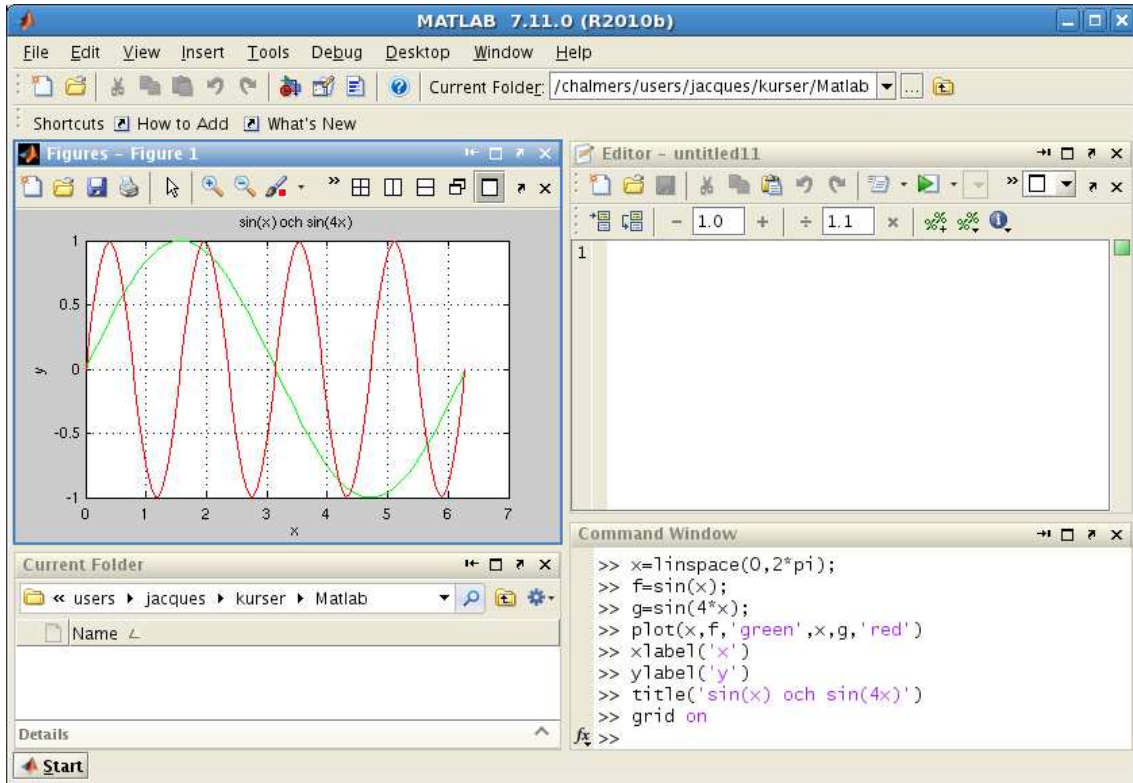 MATLAB 7.11.0 (R2010b)
File Edit View Insert Tools Debug Desktop Window Help
Current Folder: /chalmers/users/jacques/kurser/Matlab ...
Shortcuts How to Add What's New
Figures - Figure 1
sin(x) och sin(4x)
1
0.5
0
-0.5
-1
y
0 1 2 3 4 5 6 7
x
Editor - untitled11
- 1.0 + ÷ 1.1 ×
1
Current Folder
« users ▸ jacques ▸ kurser ▸ Matlab
Name
Details
Command Window
>> x=linspace(0,2*pi);
>> f=sin(x);
>> g=sin(4*x);
>> plot(x,f,'green',x,g,'red')
>> xlabel('x')
>> ylabel('y')
>> title('sin(x) och sin(4x)')
>> grid on
fx >>
Start